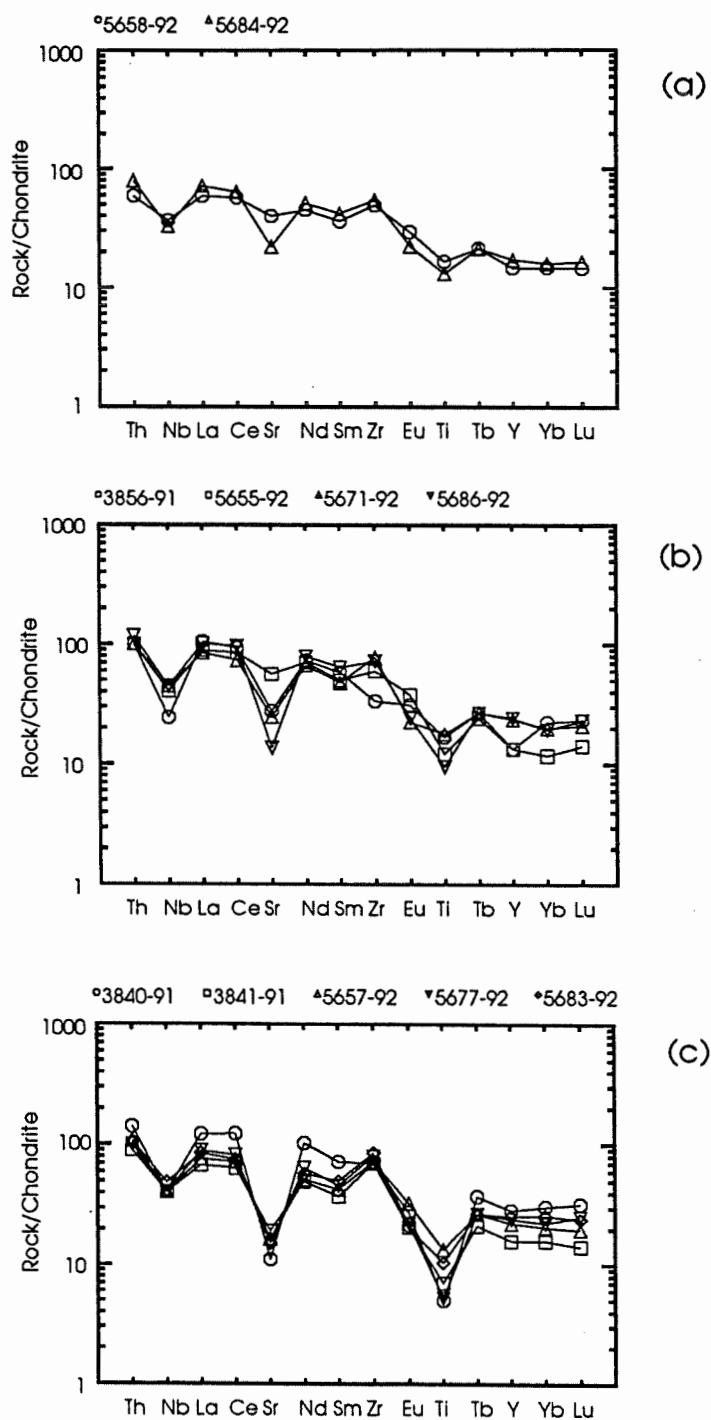 5658-92 5684-92
1000
(a)
100
Rock/Chondrite
10
1
Th Nb La Ce Sr Nd Sm Zr Eu Ti Tb Y Yb Lu
3856-91 5655-92 5671-92 5686-92
1000
(b)
100
Rock/Chondrite
10
1
Th Nb La Ce Sr Nd Sm Zr Eu Ti Tb Y Yb Lu
3840-91 3841-91 5657-92 5677-92 5683-92
1000
(c)
100
Rock/Chondrite
10
1
Th Nb La Ce Sr Nd Sm Zr Eu Ti Tb Y Yb Lu